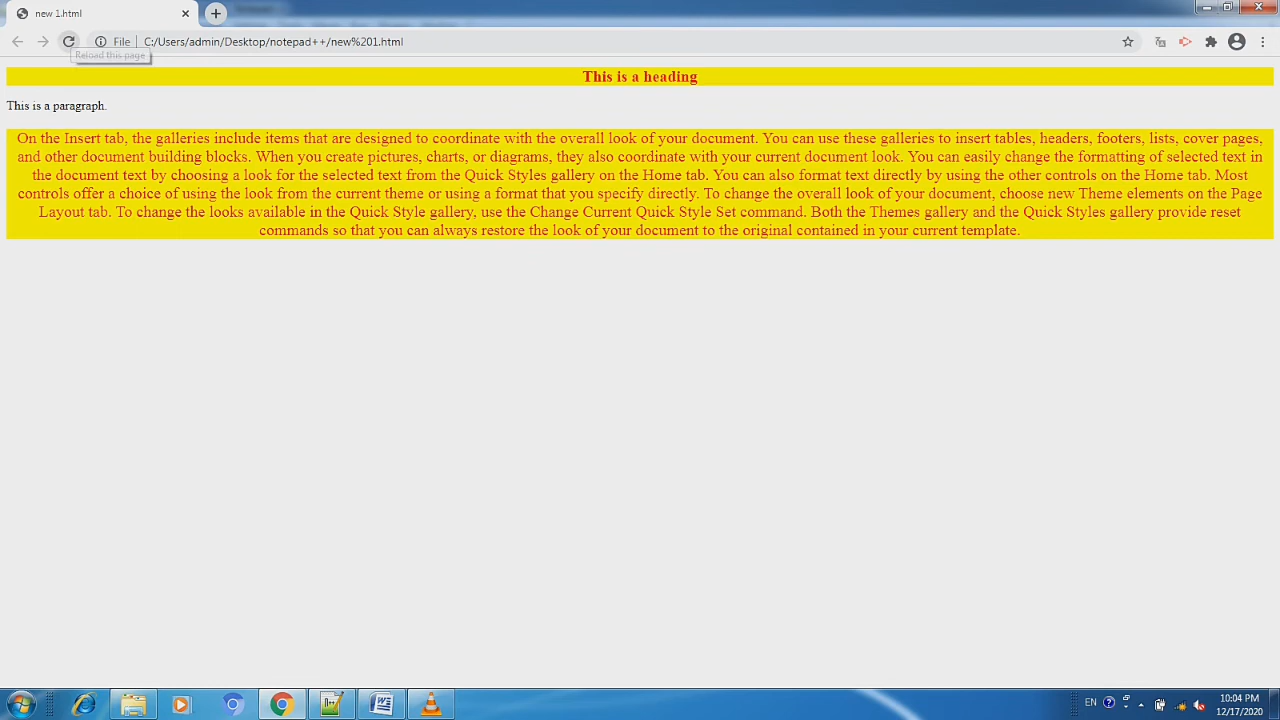 new 1.html
File
C:/Users/admin/Desktop/notepad++/new%201.html
Reload this page
This is a heading
This is a paragraph.
On the Insert tab, the galleries include items that are designed to coordinate with the overall look of your document. You can use these galleries to insert tables, headers, footers, lists, cover pages,
and other document building blocks. When you create pictures, charts, or diagrams, they also coordinate with your current document look. You can easily change the formatting of selected text in
the document text by choosing a look for the selected text from the Quick Styles gallery on the Home tab. You can also format text directly by using the other controls on the Home tab. Most
controls offer a choice of using the look from the current theme or using a format that you specify directly. To change the overall look of your document, choose new Theme elements on the Page
Layout tab. To change the looks available in the Quick Style gallery, use the Change Current Quick Style Set command. Both the Themes gallery and the Quick Styles gallery provide reset
commands so that you can always restore the look of your document to the original contained in your current template.
EN
10:04 PM
12/17/2020